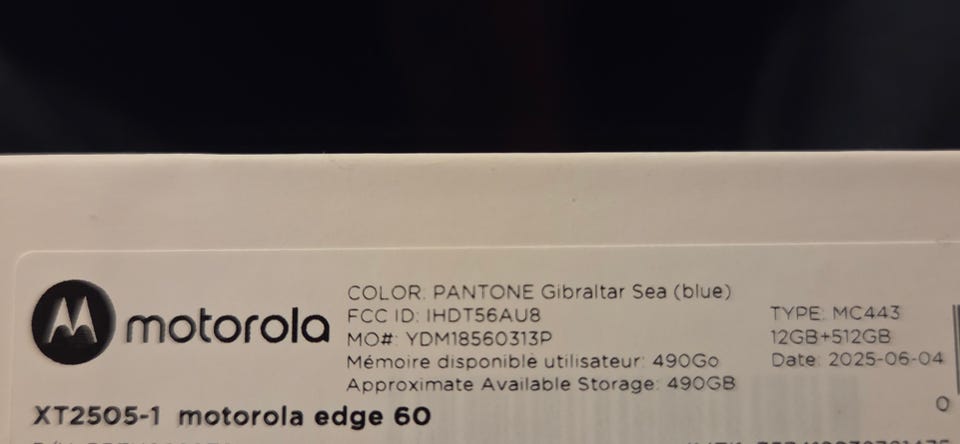 motorola
COLOR: PANTONE Gibraltar Sea (blue)
FCC ID: IHDT56AU8
MO#: YDM18560313P
Mémoire disponible utilisateur: 490Go
Approximate Available Storage: 490GB
TYPE: MC443
12GB+512GB
Date: 2025-06-04
0
XT2505-1 motorola edge 60